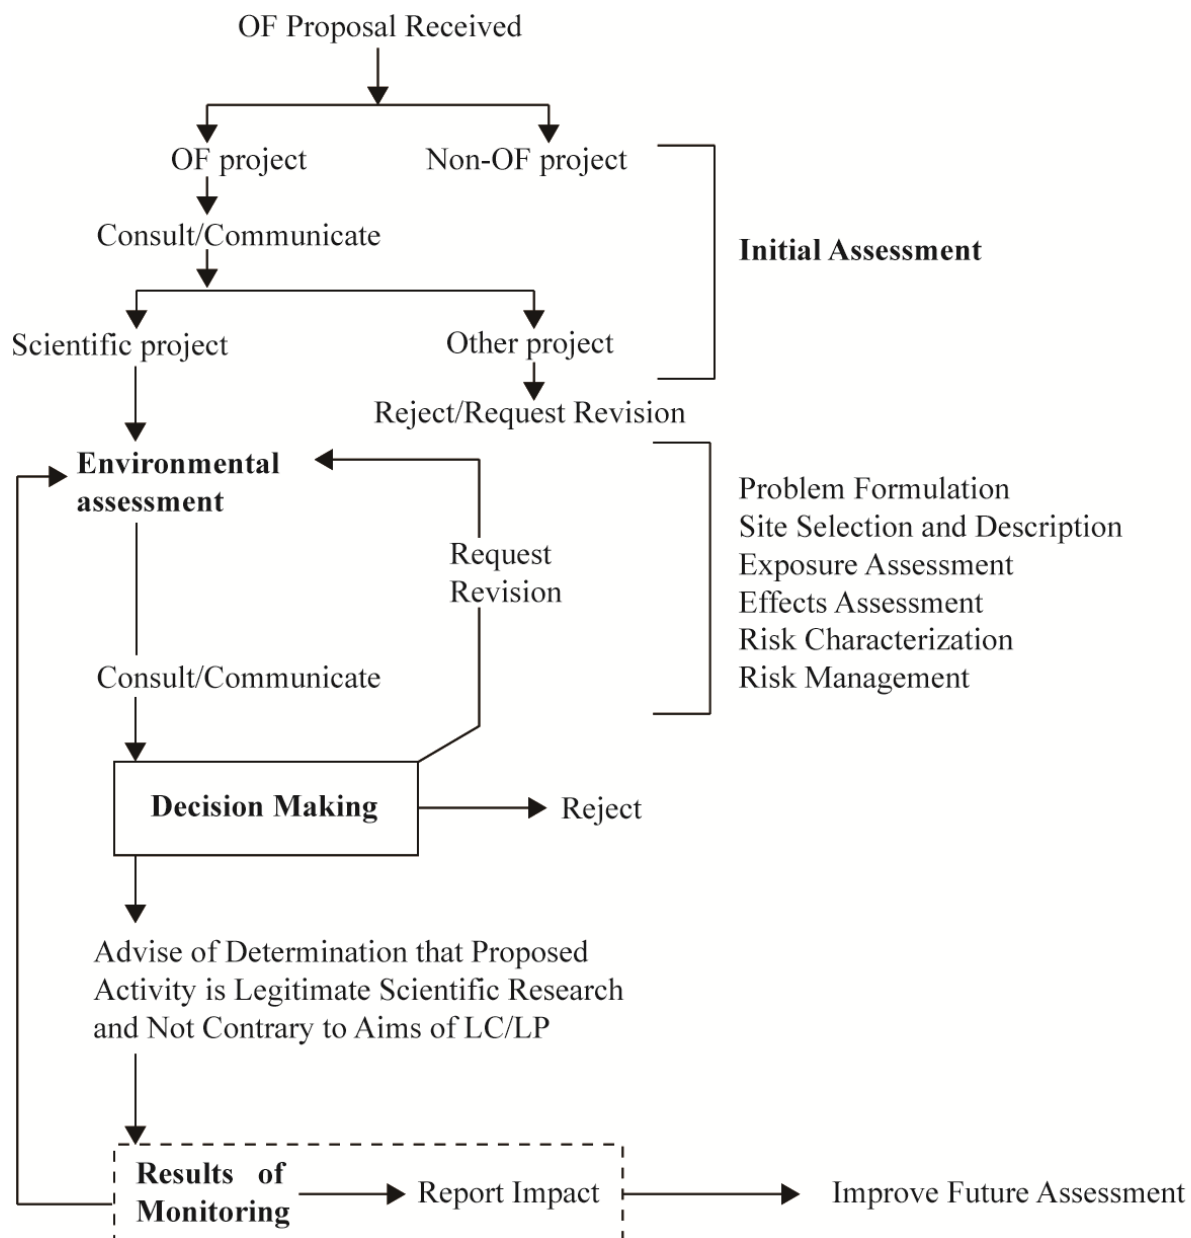 OF Proposal Received
OF project
Non-OF project
Consult/Communicate
Initial Assessment
Scientific project
Other project
Reject/Request Revision
Environmental
assessment
Request
Revision
Problem Formulation
Site Selection and Description
Exposure Assessment
Effects Assessment
Risk Characterization
Risk Management
Consult/Communicate
Decision Making
Reject
Advise of Determination that Proposed
Activity is Legitimate Scientific Research
and Not Contrary to Aims of LC/LP
Results of
Monitoring
Report Impact
Improve Future Assessment